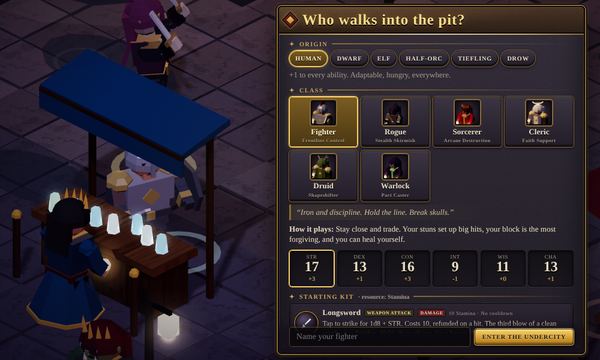 Who walks into the pit?
ORIGIN
HUMAN DWARF ELF HALF-ORC TIEFLING DROW
+1 to every ability. Adaptable, hungry, everywhere.
CLASS
Fighter Rogue Sorcerer Cleric
Frontline Control Stealth Skirmish Arcane Destruction Faith Support
Druid Warlock
Shapeshifter Pact Caster
"Iron and discipline. Hold the line. Break skulls."
How it plays: Stay close and trade. Your stuns set up big hits, your block is the most
forgiving, and you can heal yourself.
STR DEX CON INT WIS CHA
17 13 16 9 11 13
+3 +1 +3 -1 +0 +1
STARTING KIT · resource: Stamina
Longsword WEAPON ATTACK DAMAGE 10 Stamina · No cooldown
Tap to strike for 1d8 + STR. Costs 10, refunded on a hit. The third blow of a clean
Name your fighter ENTER THE UNDERCITY